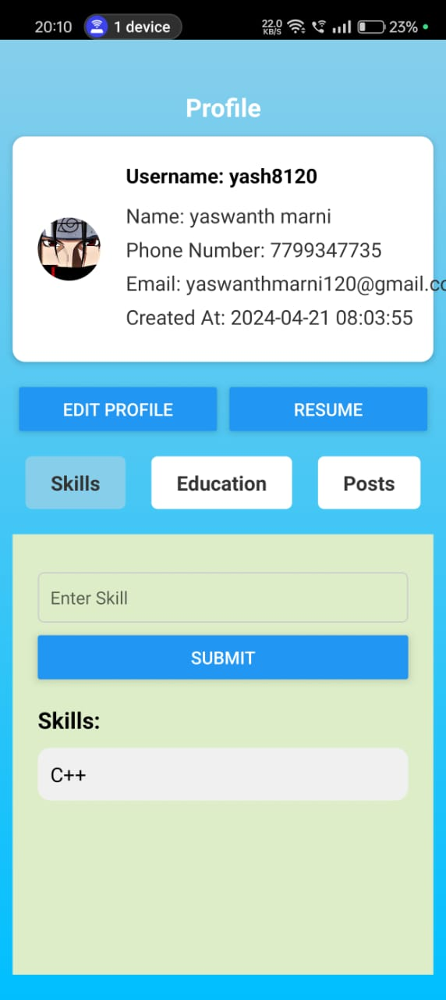 20:10 1 device 22.0 KB/S 23%
Profile
Username: yash8120
Name: yaswanth marni
Phone Number: 7799347735
Email: yaswanthmarni120@gmail.co
Created At: 2024-04-21 08:03:55
EDIT PROFILE RESUME
Skills Education Posts
Enter Skill
SUBMIT
Skills:
C++